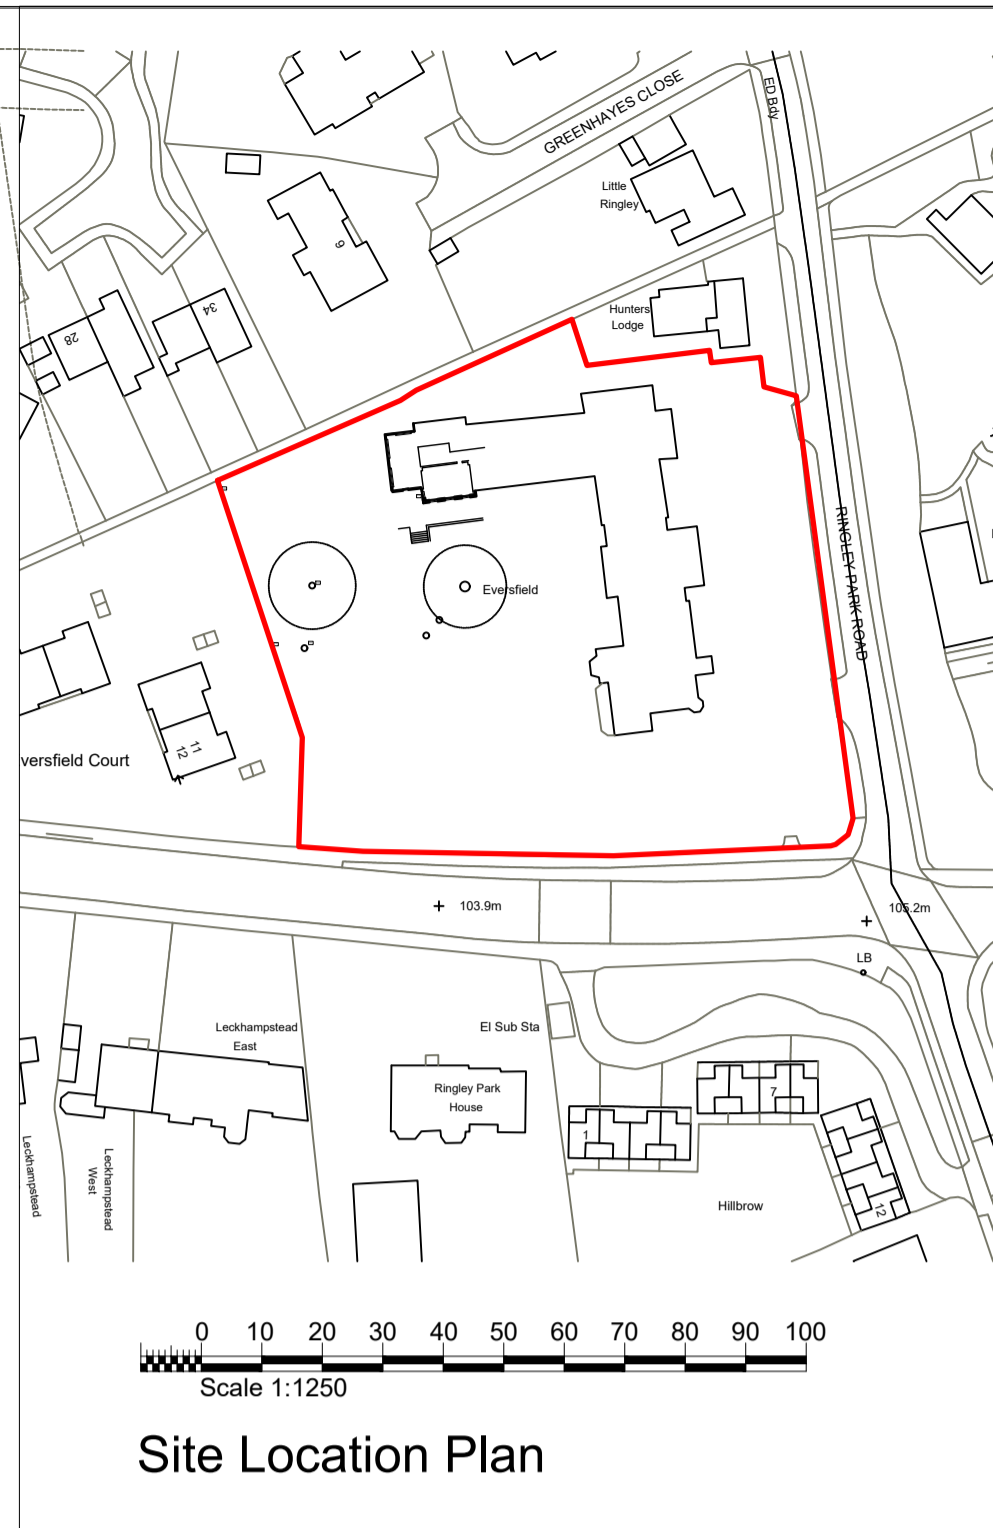 GREENHAYES CLOSE
ED Bdy
Little
Ringley
9
34
28
Hunters
Lodge
RINGLEY PARK ROAD
Eversfield
11
12
versfield Court
103.9m
105.2m
LB
Leckhampstead
East
El Sub Sta
Ringley Park
House
7
1
12
Leckhampstead
Leckhampstead
West
Hillbrow
0 10 20 30 40 50 60 70 80 90 100
Scale 1:1250
Site Location Plan